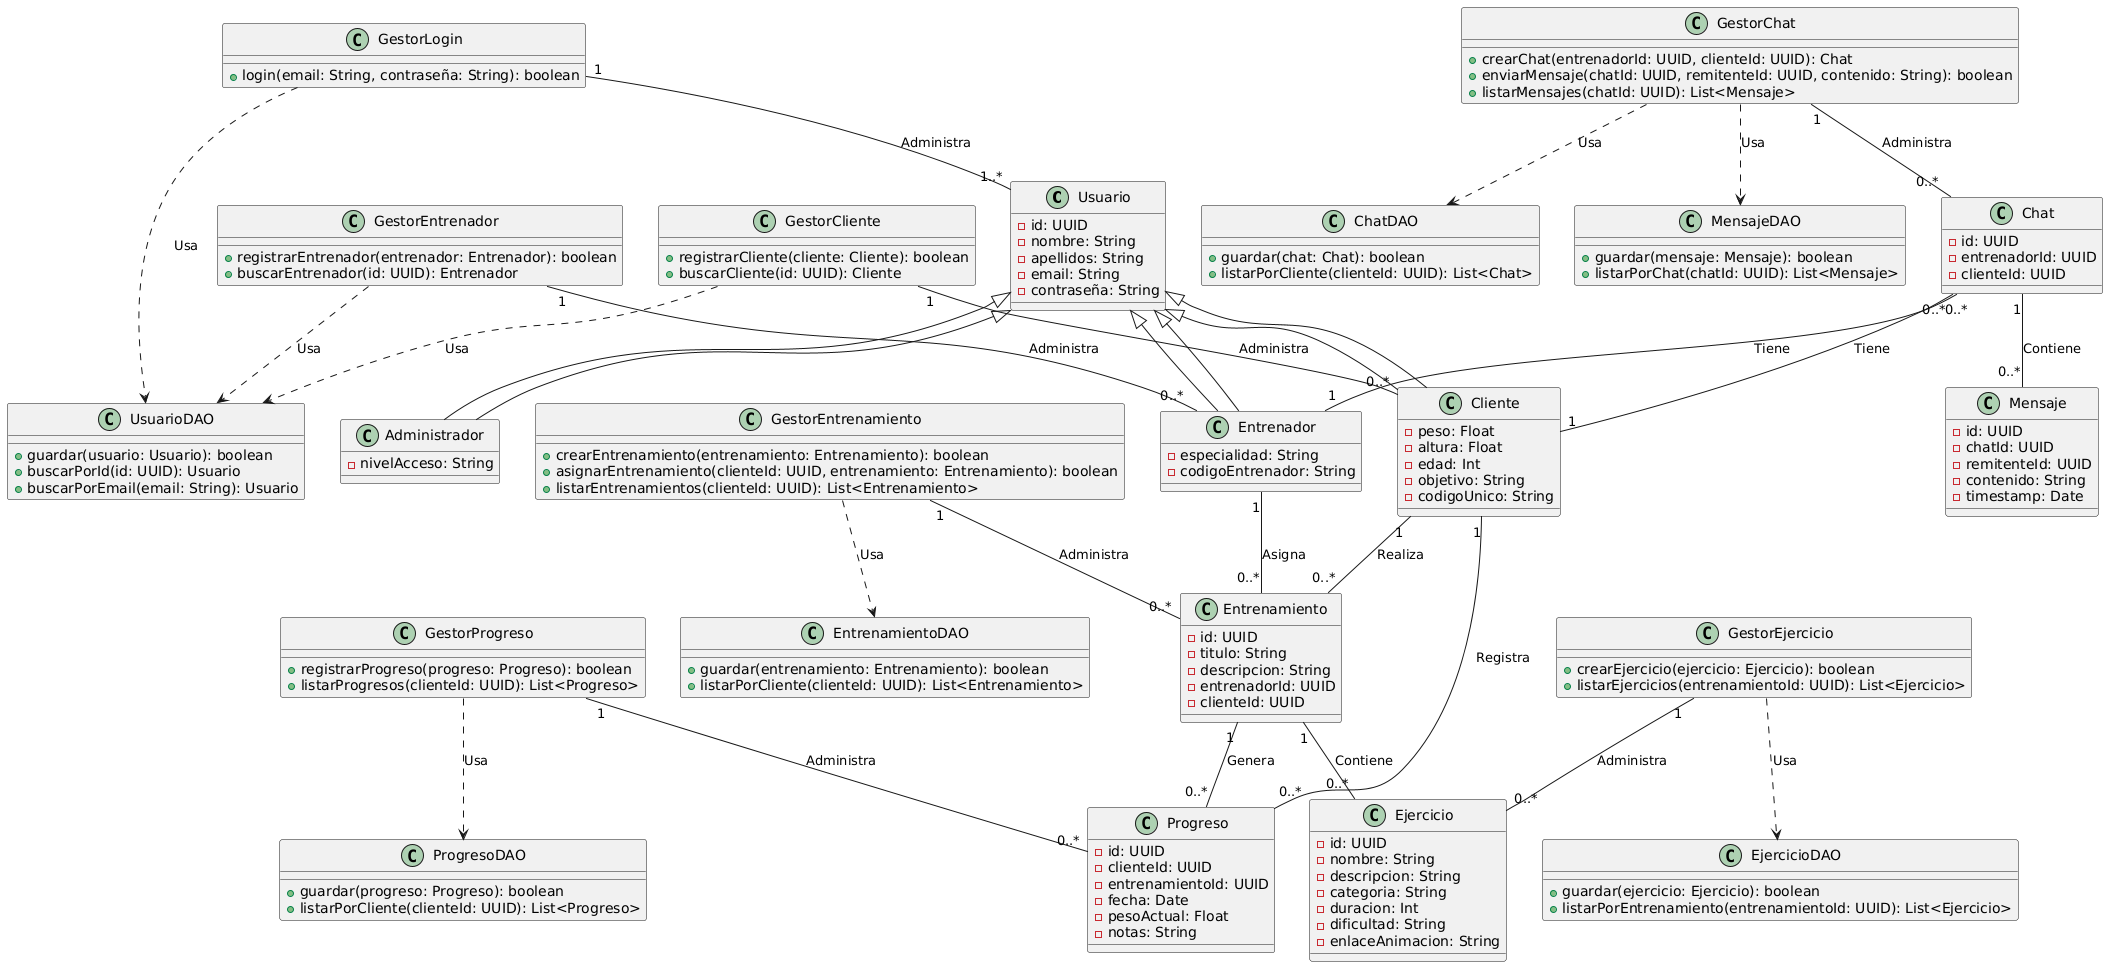 GestorLogin
login(email: String, contraseña: String): boolean
GestorChat
crearChat(entrenadorId: UUID, clienteId: UUID): Chat
enviarMensaje(chatId: UUID, remitenteId: UUID, contenido: String): boolean
listarMensajes(chatId: UUID): List<Mensaje>
1
Administra
1..*
Usa
Usa
1
Administra
0..*
Usa
GestorEntrenador
registrarEntrenador(entrenador: Entrenador): boolean
buscarEntrenador(id: UUID): Entrenador
GestorCliente
registrarCliente(cliente: Cliente): boolean
buscarCliente(id: UUID): Cliente
Usuario
id: UUID
nombre: String
apellidos: String
email: String
contraseña: String
ChatDAO
guardar(chat: Chat): boolean
listarPorCliente(clienteId: UUID): List<Chat>
MensajeDAO
guardar(mensaje: Mensaje): boolean
listarPorChat(chatId: UUID): List<Mensaje>
Chat
id: UUID
entrenadorId: UUID
clienteId: UUID
1
1
0..*
0..*
1
Usa
Usa
Administra
Administra
Tiene
Tiene
Contiene
0..*
0..*
1
1
0..*
UsuarioDAO
guardar(usuario: Usuario): boolean
buscarPorId(id: UUID): Usuario
buscarPorEmail(email: String): Usuario
Administrador
nivelAcceso: String
GestorEntrenamiento
crearEntrenamiento(entrenamiento: Entrenamiento): boolean
asignarEntrenamiento(clienteId: UUID, entrenamiento: Entrenamiento): boolean
listarEntrenamientos(clienteId: UUID): List<Entrenamiento>
Entrenador
especialidad: String
codigoEntrenador: String
Cliente
peso: Float
altura: Float
edad: Int
objetivo: String
codigoUnico: String
Mensaje
id: UUID
chatId: UUID
remitenteId: UUID
contenido: String
timestamp: Date
1
1
1
1
Usa
Administra
Asigna
Realiza
0..*
0..*
0..*
Registra
GestorProgreso
registrarProgreso(progreso: Progreso): boolean
listarProgresos(clienteId: UUID): List<Progreso>
EntrenamientoDAO
guardar(entrenamiento: Entrenamiento): boolean
listarPorCliente(clienteId: UUID): List<Entrenamiento>
Entrenamiento
id: UUID
titulo: String
descripcion: String
entrenadorId: UUID
clienteId: UUID
GestorEjercicio
crearEjercicio(ejercicio: Ejercicio): boolean
listarEjercicios(entrenamientoId: UUID): List<Ejercicio>
1
1
1
1
Usa
Administra
Genera
Contiene
Administra
Usa
0..*
0..*
0..*
0..*
0..*
ProgresoDAO
guardar(progreso: Progreso): boolean
listarPorCliente(clienteId: UUID): List<Progreso>
Progreso
id: UUID
clienteId: UUID
entrenamientoId: UUID
fecha: Date
pesoActual: Float
notas: String
Ejercicio
id: UUID
nombre: String
descripcion: String
categoria: String
duracion: Int
dificultad: String
enlaceAnimacion: String
EjercicioDAO
guardar(ejercicio: Ejercicio): boolean
listarPorEntrenamiento(entrenamientoId: UUID): List<Ejercicio>